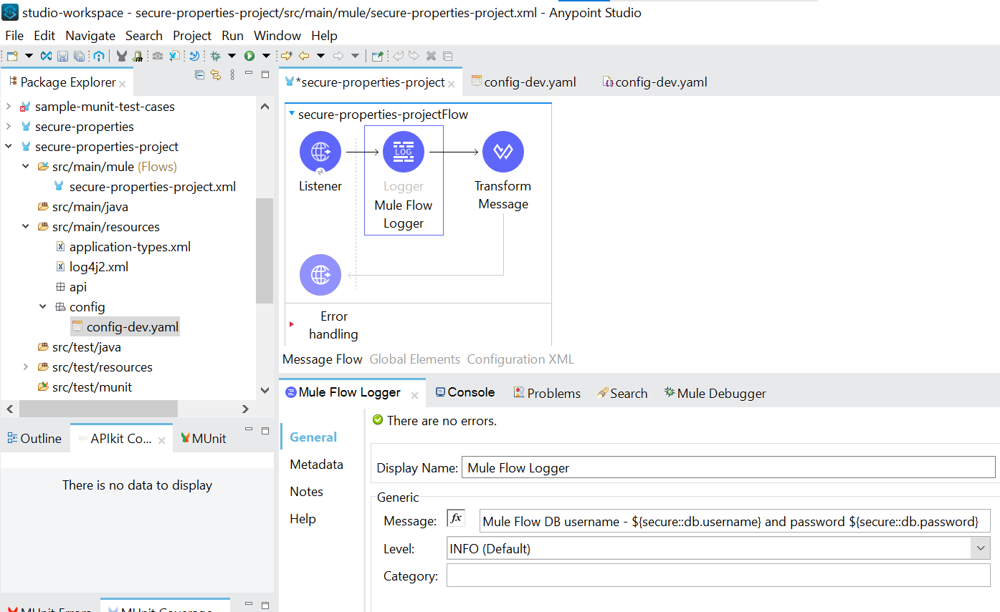 studio-workspace - secure-properties-project/src/main/mule/secure-properties-project.xml - Anypoint Studio
File Edit Navigate Search Project Run Window Help
Package Explorer
sample-munit-test-cases
secure-properties
secure-properties-project
src/main/mule (Flows)
secure-properties-project.xml
src/main/java
src/main/resources
application-types.xml
log4j2.xml
api
config
config-dev.yaml
src/test/java
src/test/resources
src/test/munit
Outline
api APIkit Co...
MUnit
There is no data to display
MUnit Errors
MUnit Coverage
*secure-properties-project
config-dev.yaml
config-dev.yaml
secure-properties-projectFlow
LOG
Listener
Logger
Mule Flow
Logger
Transform
Message
Error
handling
Message Flow Global Elements Configuration XML
Mule Flow Logger
Console
Problems
Search
Mule Debugger
General
Metadata
Notes
Help
There are no errors.
Display Name: Mule Flow Logger
Generic
Message: fx Mule Flow DB username - ${secure::db.username} and password ${secure::db.password}
Level: INFO (Default)
Category: